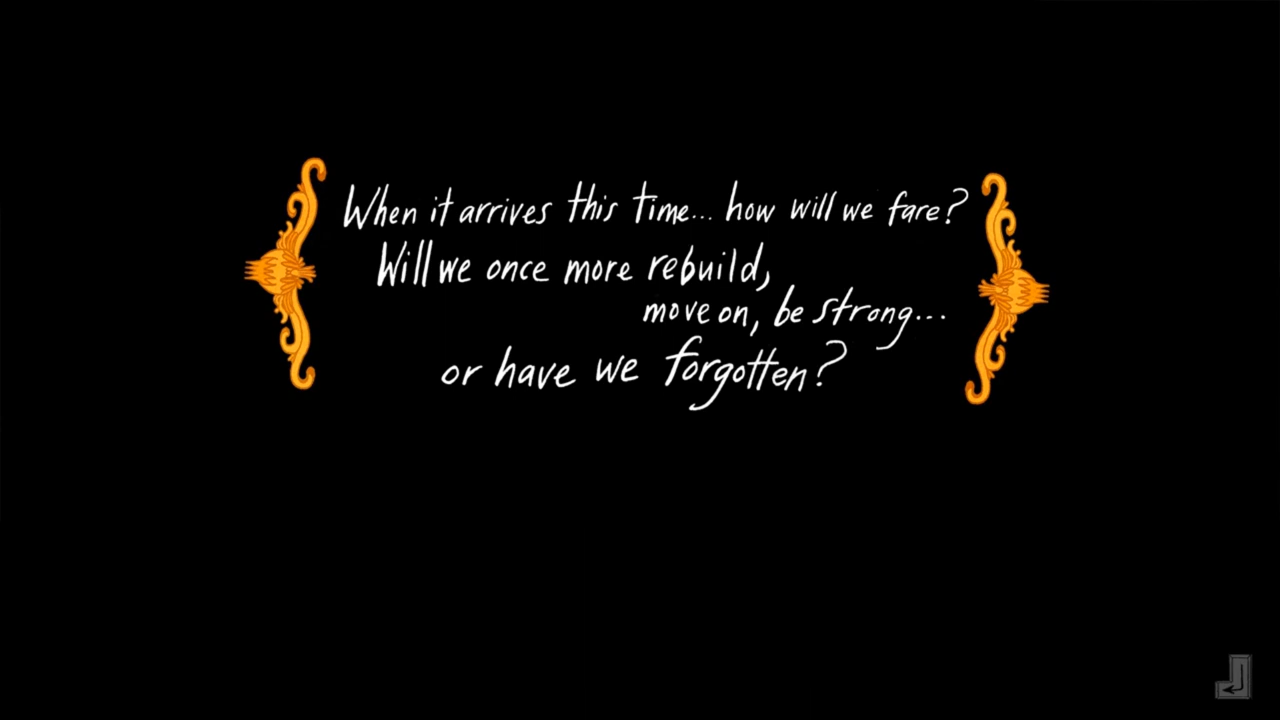 When it arrives this time... how will we fare?
Will we once more rebuild,
move on, be strong...
or have we forgotten?